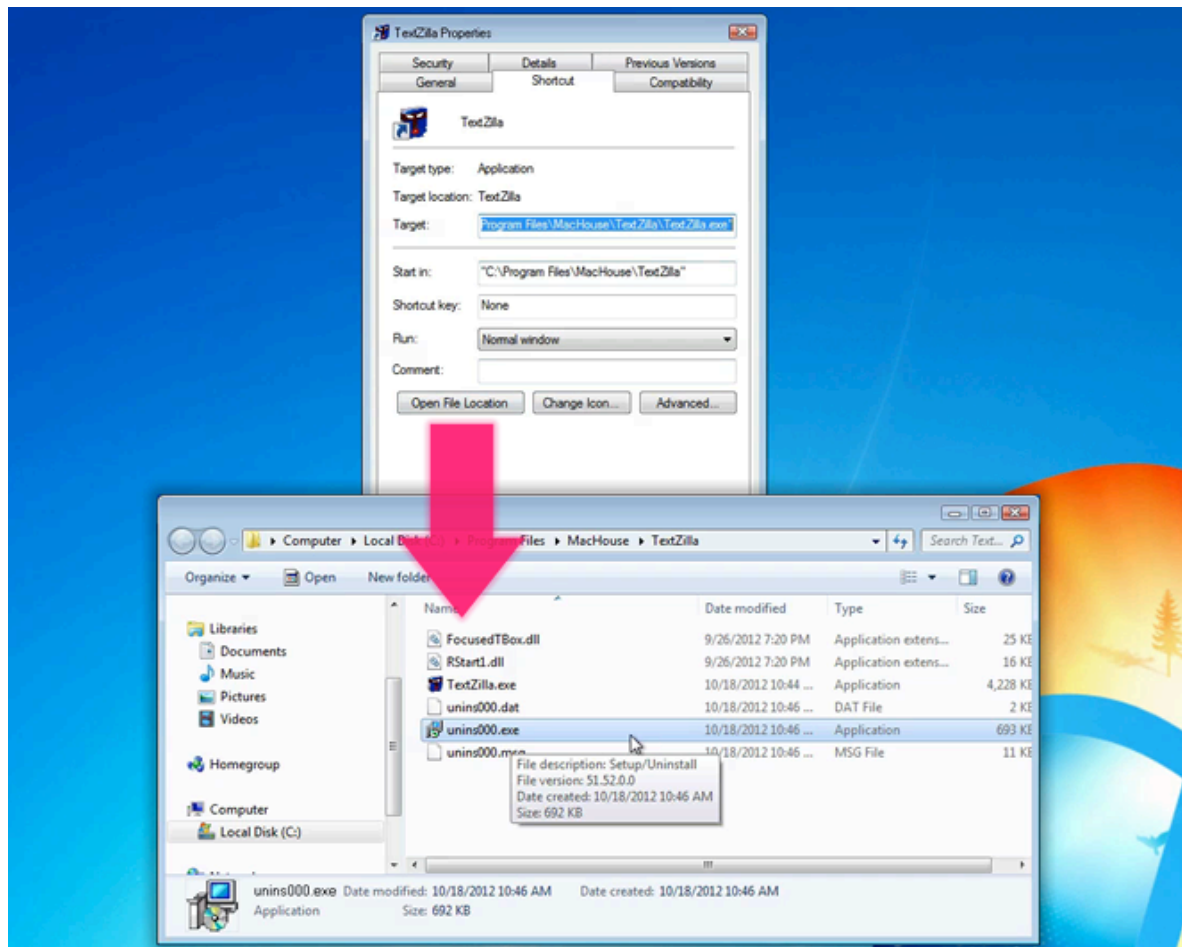 TextZilla Properties
Security Details Previous Versions
General Shortcut Compatibility
TextZilla
Target type: Application
Target location: TextZilla
Target: Program Files\MacHouse\TextZilla\TextZilla.exe"
Start in: "C:\Program Files\MacHouse\TextZilla"
Shortcut key: None
Run: Normal window
Comment:
Open File Location Change Icon... Advanced...
Computer Local Disk (C:) Program Files MacHouse TextZilla Search Text...
Organize Open New folder
Name Date modified Type Size
Libraries
Documents
Music
Pictures
Videos
Homegroup
Computer
Local Disk (C:)
FocusedTBox.dll 9/26/2012 7:20 PM Application extens... 25 KB
RStart1.dll 9/26/2012 7:20 PM Application extens... 16 KB
TextZilla.exe 10/18/2012 10:44 ... Application 4,228 KB
unins000.dat 10/18/2012 10:46 ... DAT File 2 KB
unins000.exe 10/18/2012 10:46 ... Application 693 KB
unins000.msg 10/18/2012 10:46 ... MSG File 11 KB
File description: Setup/Uninstall
File version: 51.52.0.0
Date created: 10/18/2012 10:46 AM
Size: 692 KB
unins000.exe Date modified: 10/18/2012 10:46 AM Date created: 10/18/2012 10:46 AM
Application Size: 692 KB